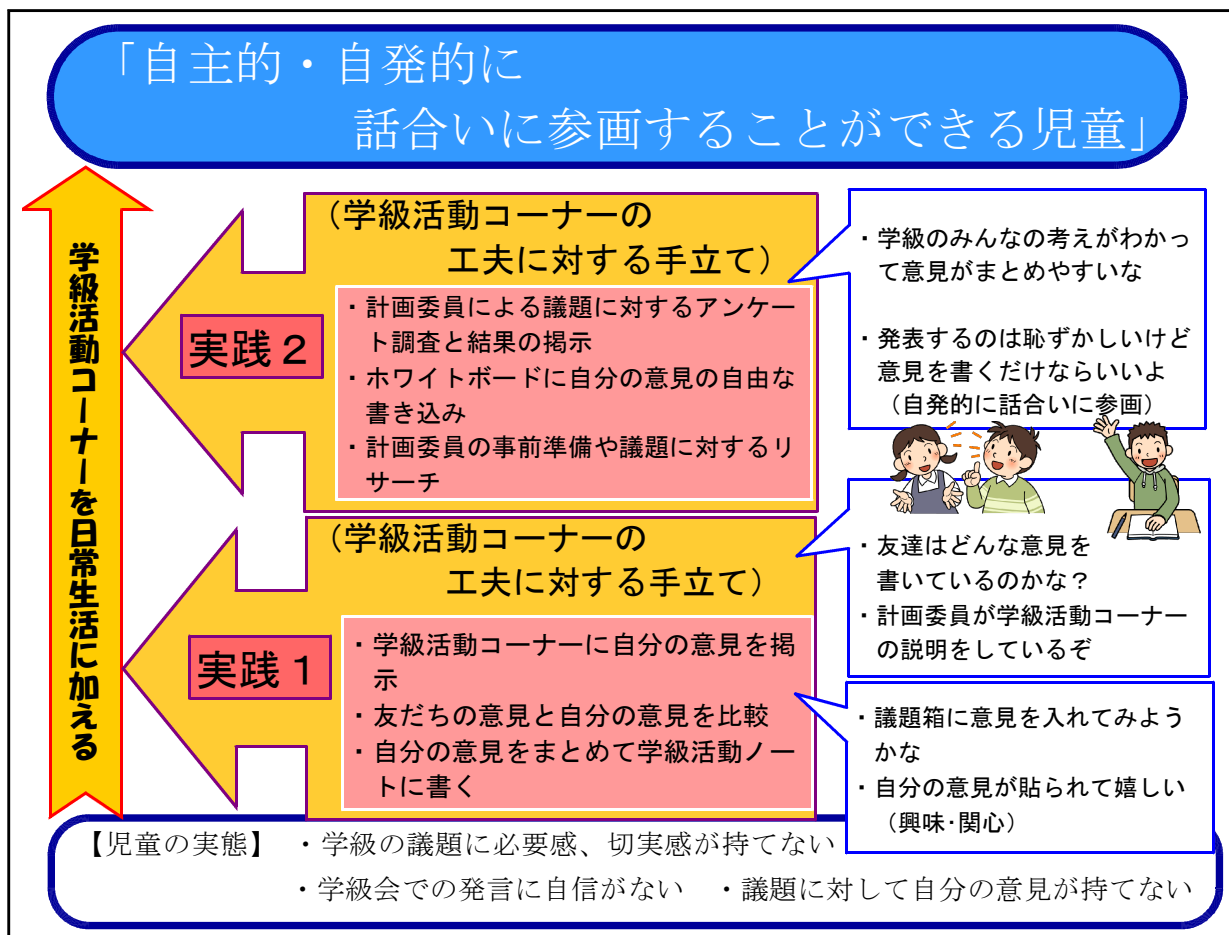 「自主的・自発的に
話合いに参画することができる児童」
学級活動コーナーを日常生活に加える
(学級活動コーナーの
工夫に対する手立て)
実践2
・計画委員による議題に対するアンケー
ト調査と結果の掲示
・ホワイトボードに自分の意見の自由な
書き込み
・計画委員の事前準備や議題に対するリ
サーチ
・学級のみんなの考えがわかっ
て意見がまとめやすいな
・発表するのは恥ずかしいけど
意見を書くだけならいいよ
(自発的に話合いに参画)
(学級活動コーナーの
工夫に対する手立て)
実践1
・学級活動コーナーに自分の意見を掲
示
・友だちの意見と自分の意見を比較
・自分の意見をまとめて学級活動ノー
トに書く
・友達はどんな意見を
書いているのかな?
・計画委員が学級活動コーナー
の説明をしているぞ
・議題箱に意見を入れてみよう
かな
・自分の意見が貼られて嬉しい
(興味・関心)
【児童の実態】 ・学級の議題に必要感、切実感が持てない
・学級会での発言に自信がない ・議題に対して自分の意見が持てない